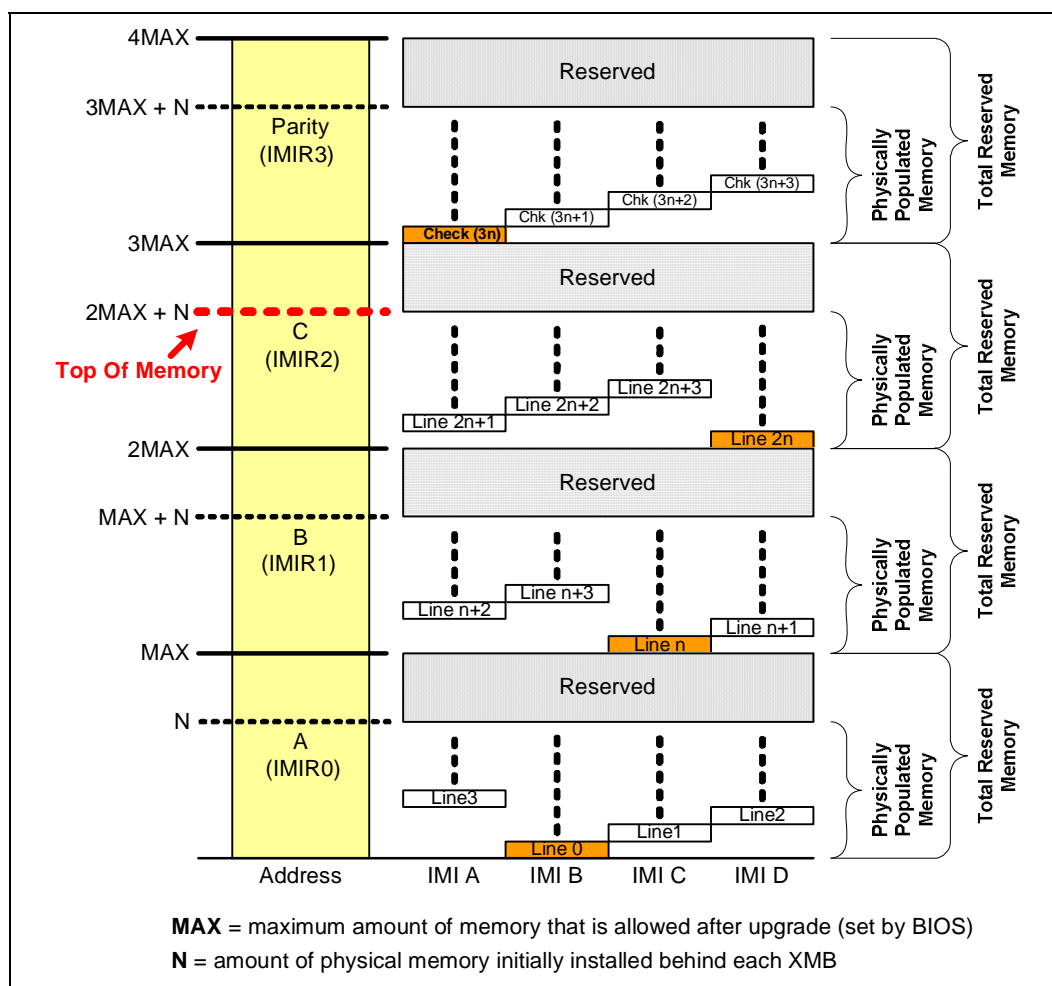 4MAX
Reserved
3MAX + N
Parity
(IMIR3)
Chk (3n+3)
Chk (3n+2)
Chk (3n+1)
Check (3n)
Physically
Populated
Memory
Total Reserved
Memory
3MAX
Reserved
2MAX + N
Top Of Memory
C
(IMIR2)
Line 2n+3
Line 2n+2
Line 2n+1
Line 2n
Physically
Populated
Memory
Total Reserved
Memory
2MAX
Reserved
MAX + N
B
(IMIR1)
Line n+3
Line n+2
Line n+1
Line n
Physically
Populated
Memory
Total Reserved
Memory
MAX
Reserved
N
A
(IMIR0)
Line3
Line2
Line1
Line 0
Physically
Populated
Memory
Total Reserved
Memory
Address
IMI A
IMI B
IMI C
IMI D
MAX = maximum amount of memory that is allowed after upgrade (set by BIOS)
N = amount of physical memory initially installed behind each XMB